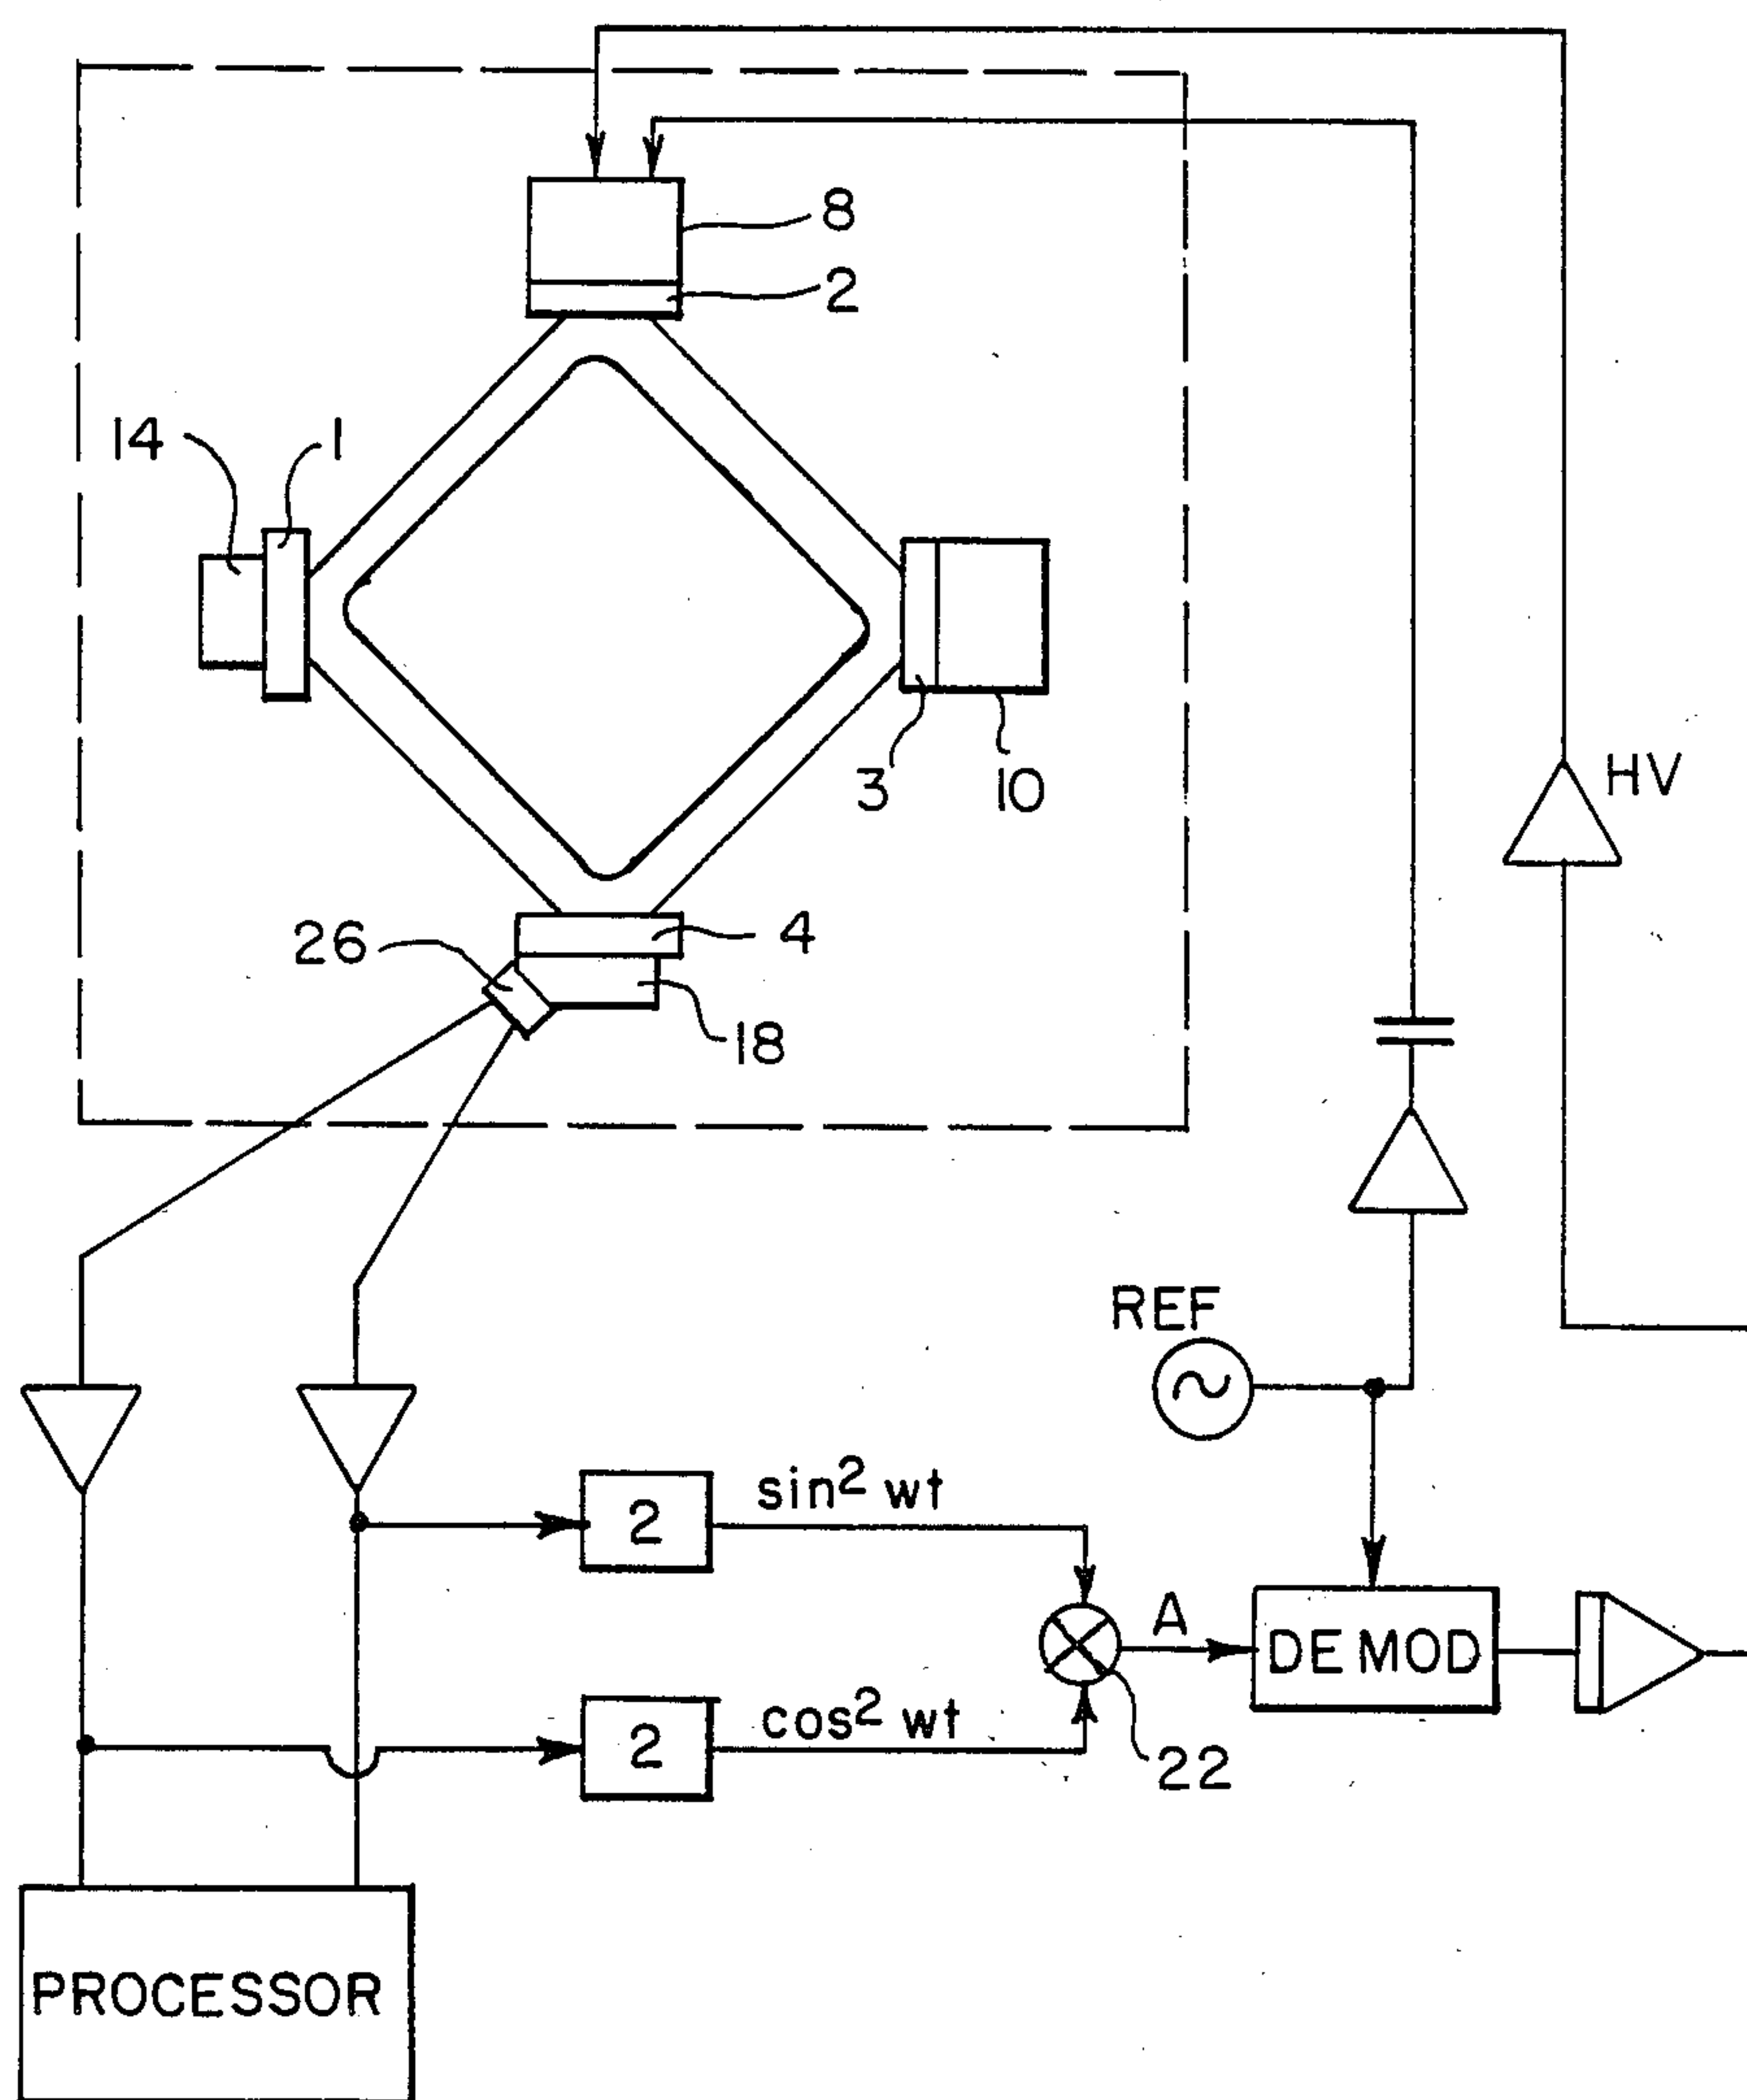 8
2
14
1
3
10
HV
26
4
18
REF
2
sin² wt
A
DEMOD
2
cos² wt
22
PROCESSOR